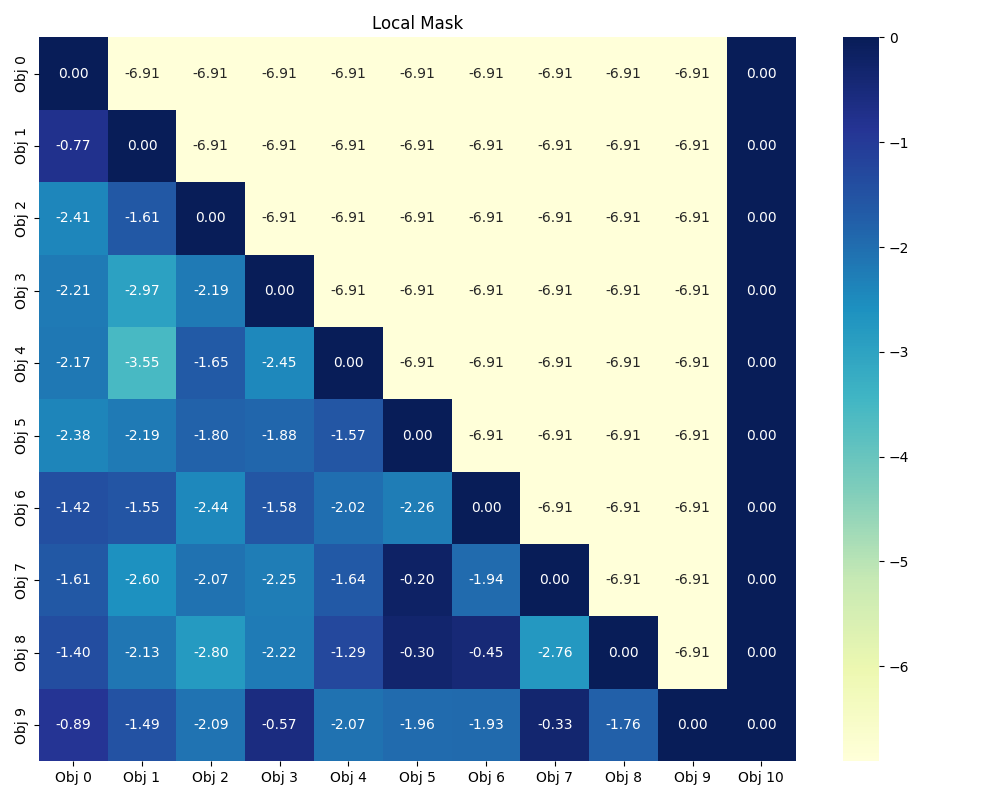 Local Mask
Obj 0 0.00 -6.91 -6.91 -6.91 -6.91 -6.91 -6.91 -6.91 -6.91 -6.91 0.00
Obj 1 -0.77 0.00 -6.91 -6.91 -6.91 -6.91 -6.91 -6.91 -6.91 -6.91 0.00
Obj 2 -2.41 -1.61 0.00 -6.91 -6.91 -6.91 -6.91 -6.91 -6.91 -6.91 0.00
Obj 3 -2.21 -2.97 -2.19 0.00 -6.91 -6.91 -6.91 -6.91 -6.91 -6.91 0.00
Obj 4 -2.17 -3.55 -1.65 -2.45 0.00 -6.91 -6.91 -6.91 -6.91 -6.91 0.00
Obj 5 -2.38 -2.19 -1.80 -1.88 -1.57 0.00 -6.91 -6.91 -6.91 -6.91 0.00
Obj 6 -1.42 -1.55 -2.44 -1.58 -2.02 -2.26 0.00 -6.91 -6.91 -6.91 0.00
Obj 7 -1.61 -2.60 -2.07 -2.25 -1.64 -0.20 -1.94 0.00 -6.91 -6.91 0.00
Obj 8 -1.40 -2.13 -2.80 -2.22 -1.29 -0.30 -0.45 -2.76 0.00 -6.91 0.00
Obj 9 -0.89 -1.49 -2.09 -0.57 -2.07 -1.96 -1.93 -0.33 -1.76 0.00 0.00
Obj 0 Obj 1 Obj 2 Obj 3 Obj 4 Obj 5 Obj 6 Obj 7 Obj 8 Obj 9 Obj 10
0
−1
−2
−3
−4
−5
−6